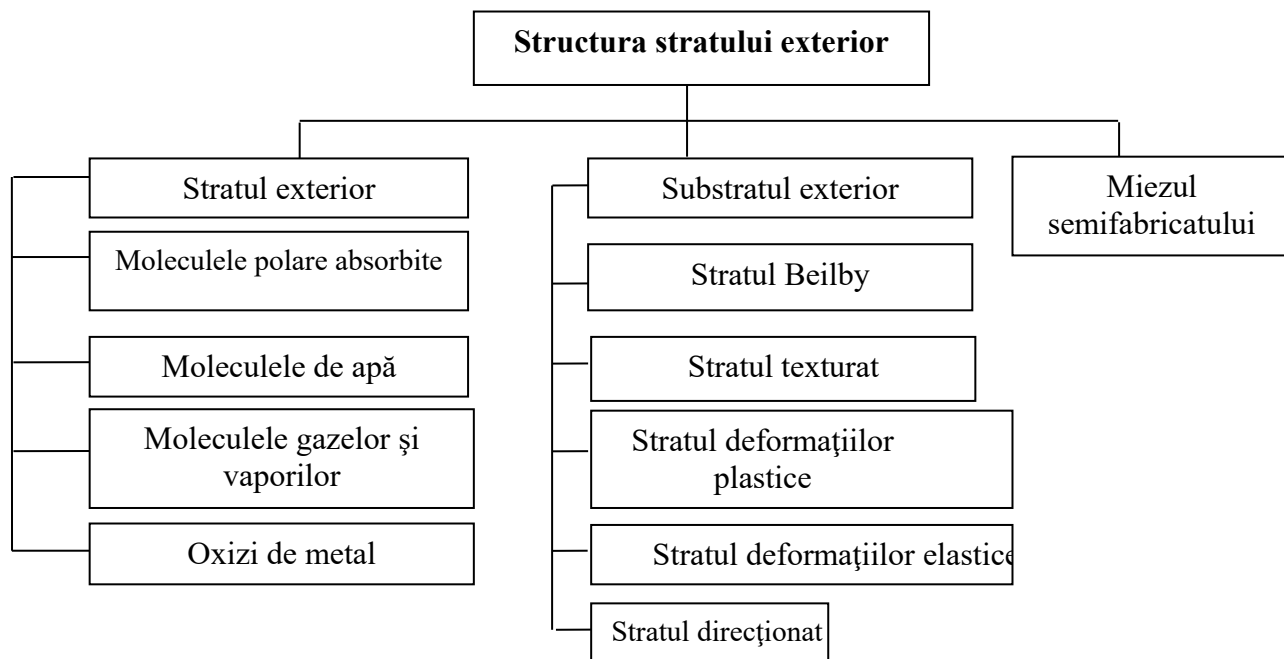 Structura stratului exterior
Stratul exterior
Moleculele polare absorbite
Moleculele de apă
Moleculele gazelor şi
vaporilor
Oxizi de metal
Substratul exterior
Stratul Beilby
Stratul texturat
Stratul deformaţiilor
plastice
Stratul deformaţiilor elastice
Stratul direcţionat
Miezul
semifabricatului